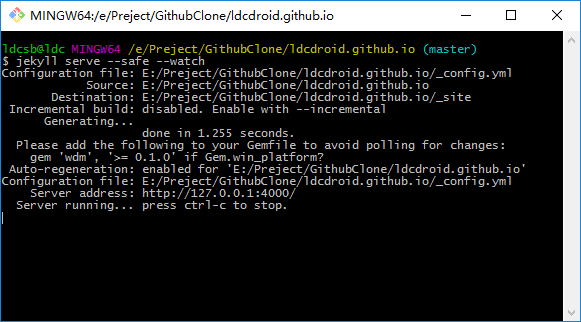 MINGW64:/e/Preject/GithubClone/ldcdroid.github.io
ldcsb@ldc MINGW64 /e/Preject/GithubClone/ldcdroid.github.io (master)
$ jekyll serve --safe --watch
Configuration file: E:/Preject/GithubClone/ldcdroid.github.io/_config.yml
Source: E:/Preject/GithubClone/ldcdroid.github.io
Destination: E:/Preject/GithubClone/ldcdroid.github.io/_site
Incremental build: disabled. Enable with --incremental
Generating...
done in 1.255 seconds.
Please add the following to your Gemfile to avoid polling for changes:
gem 'wdm', '>= 0.1.0' if Gem.win_platform?
Auto-regeneration: enabled for 'E:/Preject/GithubClone/ldcdroid.github.io'
Configuration file: E:/Preject/GithubClone/ldcdroid.github.io/_config.yml
Server address: http://127.0.0.1:4000/
Server running... press ctrl-c to stop.